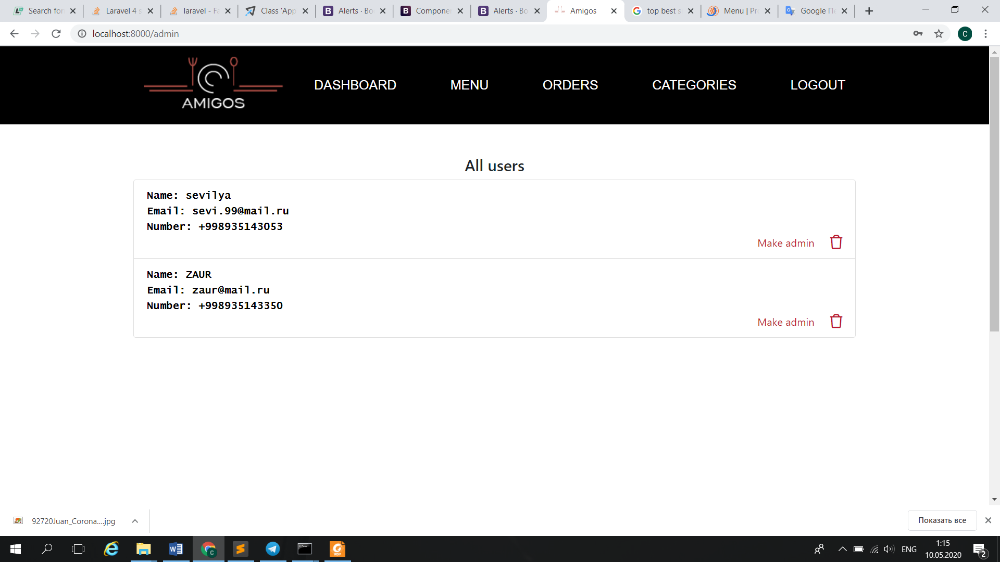 Search for
Laravel 4 s
laravel - Fa
Class 'App
Alerts · Bo
Compone
Alerts · Bo
Amigos
top best s
Menu | Pr
Google Пе
localhost:8000/admin
C
AMIGOS
DASHBOARD
MENU
ORDERS
CATEGORIES
LOGOUT
All users
Name: sevilya
Email: sevi.99@mail.ru
Number: +998935143053
Make admin
Name: ZAUR
Email: zaur@mail.ru
Number: +998935143350
Make admin
92720Juan_Corona....jpg
Показать все
ENG
1:15
10.05.2020
2